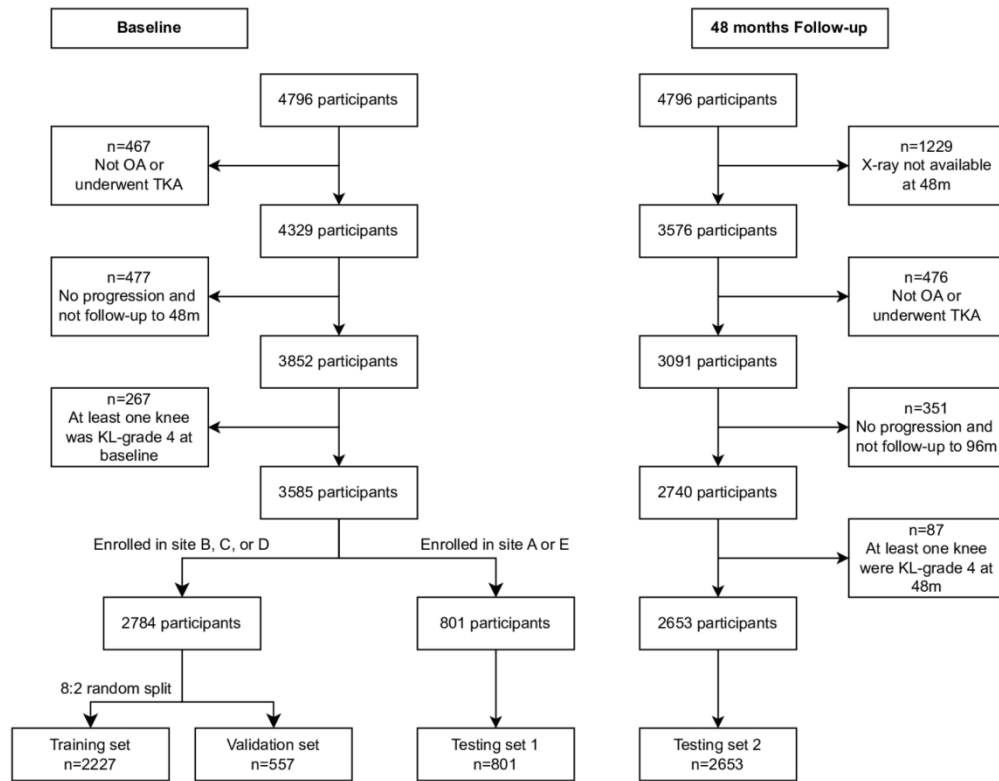 Baseline
4796 participants
n=467
Not OA or
underwent TKA
4329 participants
n=477
No progression and
not follow-up to 48m
3852 participants
n=267
At least one knee
was KL-grade 4 at
baseline
3585 participants
Enrolled in site B, C, or D
Enrolled in site A or E
2784 participants
801 participants
8:2 random split
Training set
n=2227
Validation set
n=557
Testing set 1
n=801
48 months Follow-up
4796 participants
n=1229
X-ray not available
at 48m
3576 participants
n=476
Not OA or
underwent TKA
3091 participants
n=351
No progression and
not follow-up to 96m
2740 participants
n=87
At least one knee
were KL-grade 4 at
48m
2653 participants
Testing set 2
n=2653